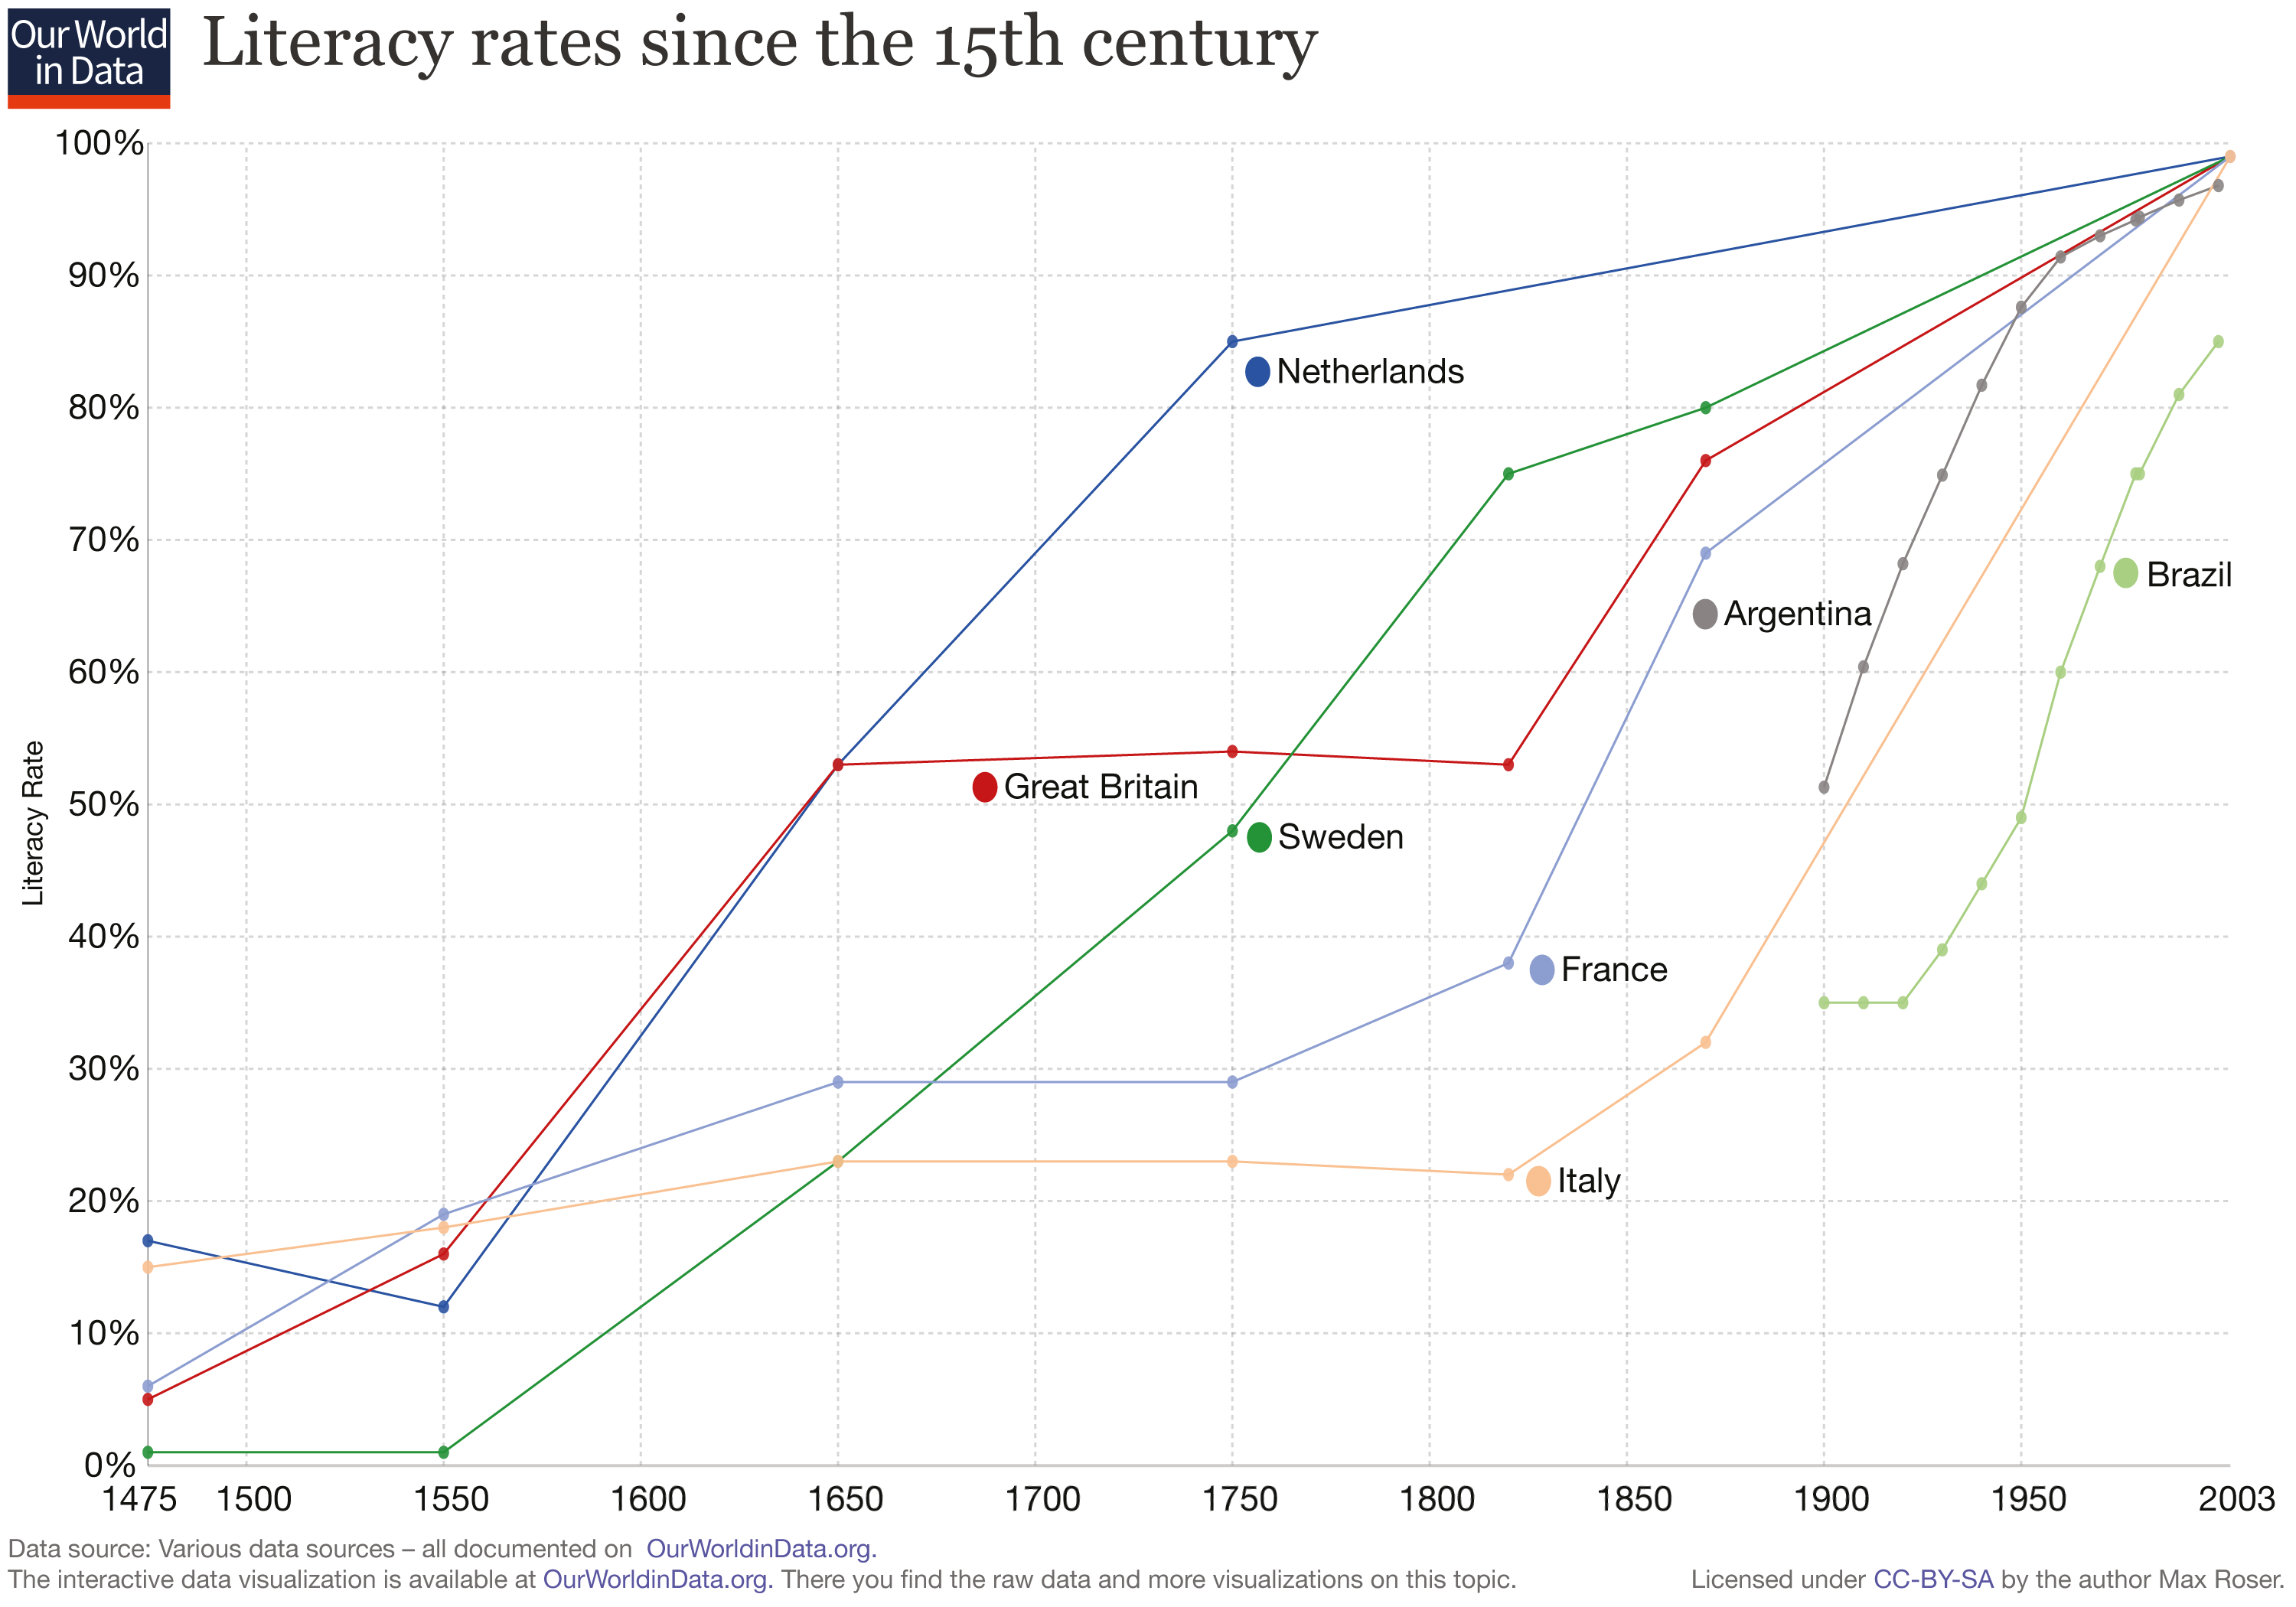 Our World
in Data
Literacy rates since the 15th century
100%
90%
80%
70%
60%
50%
40%
30%
20%
10%
0%
Literacy Rate
Netherlands
Brazil
Argentina
Great Britain
Sweden
France
Italy
1475 1500 1550 1600 1650 1700 1750 1800 1850 1900 1950 2003
Data source: Various data sources – all documented on OurWorldinData.org.
The interactive data visualization is available at OurWorldinData.org. There you find the raw data and more visualizations on this topic.
Licensed under CC-BY-SA by the author Max Roser.